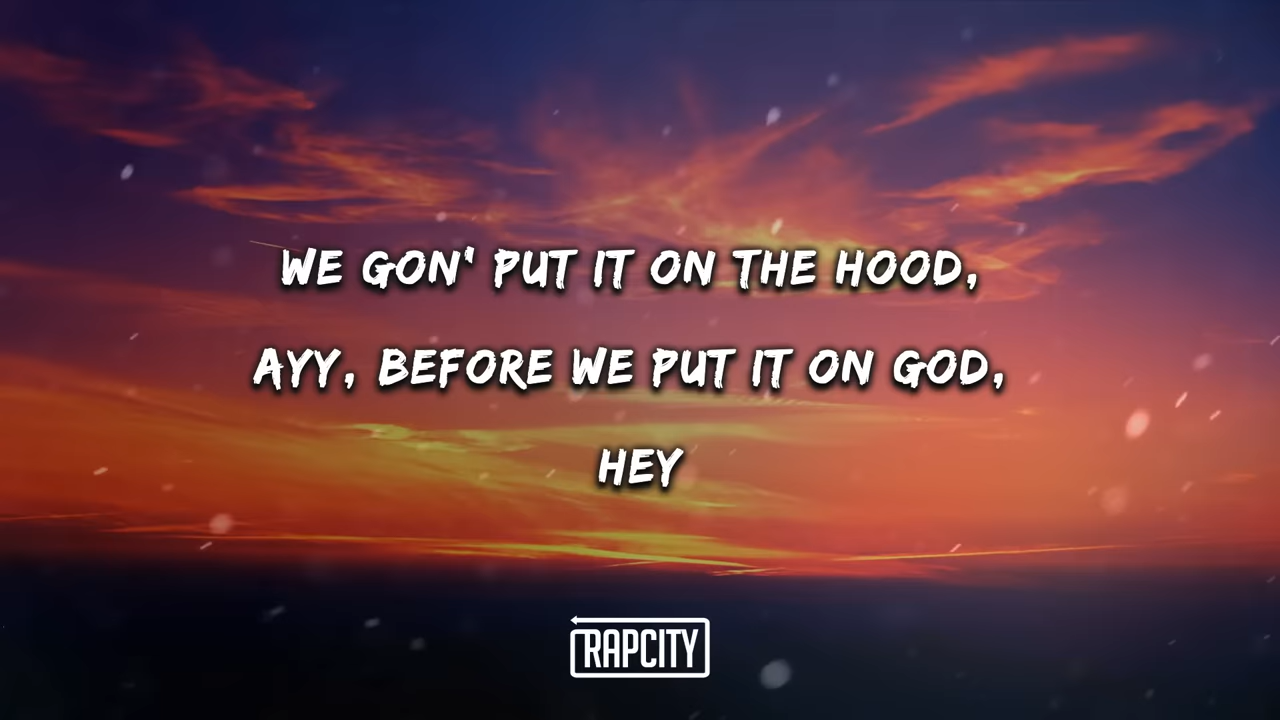 WE GON' PUT IT ON THE HOOD,
AYY, BEFORE WE PUT IT ON GOD,
HEY
RAPCITY